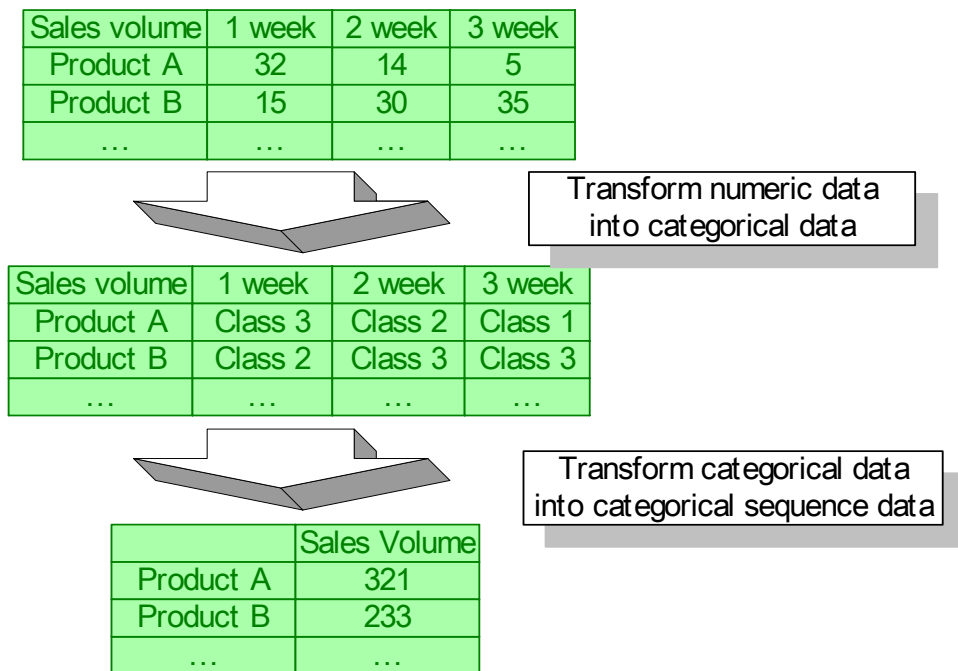 Sales volume 1 week 2 week 3 week
Product A 32 14 5
Product B 15 30 35
… … … …
Transform numeric data
into categorical data
Sales volume 1 week 2 week 3 week
Product A Class 3 Class 2 Class 1
Product B Class 2 Class 3 Class 3
… … … …
Transform categorical data
into categorical sequence data
Sales Volume
Product A 321
Product B 233
… …